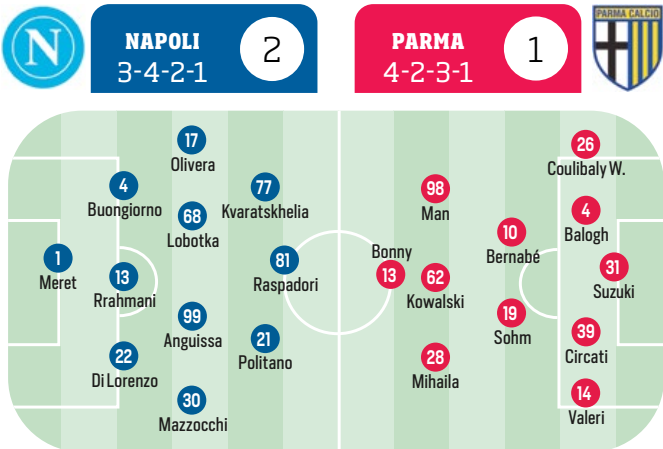 N
NAPOLI
3-4-2-1
2
PARMA
4-2-3-1
1
PARMA CALCIO
17
Olivera
4
Buongiorno
77
Kvaratskhelia
68
Lobotka
1
Meret
13
Rrahmani
81
Raspadori
99
Anguissa
21
Politano
22
Di Lorenzo
30
Mazzocchi
26
Coulibaly W.
98
Man
4
Balogh
10
Bernabé
Bonny
13
62
Kowalski
31
Suzuki
19
Sohm
39
Circati
28
Mihaila
14
Valeri